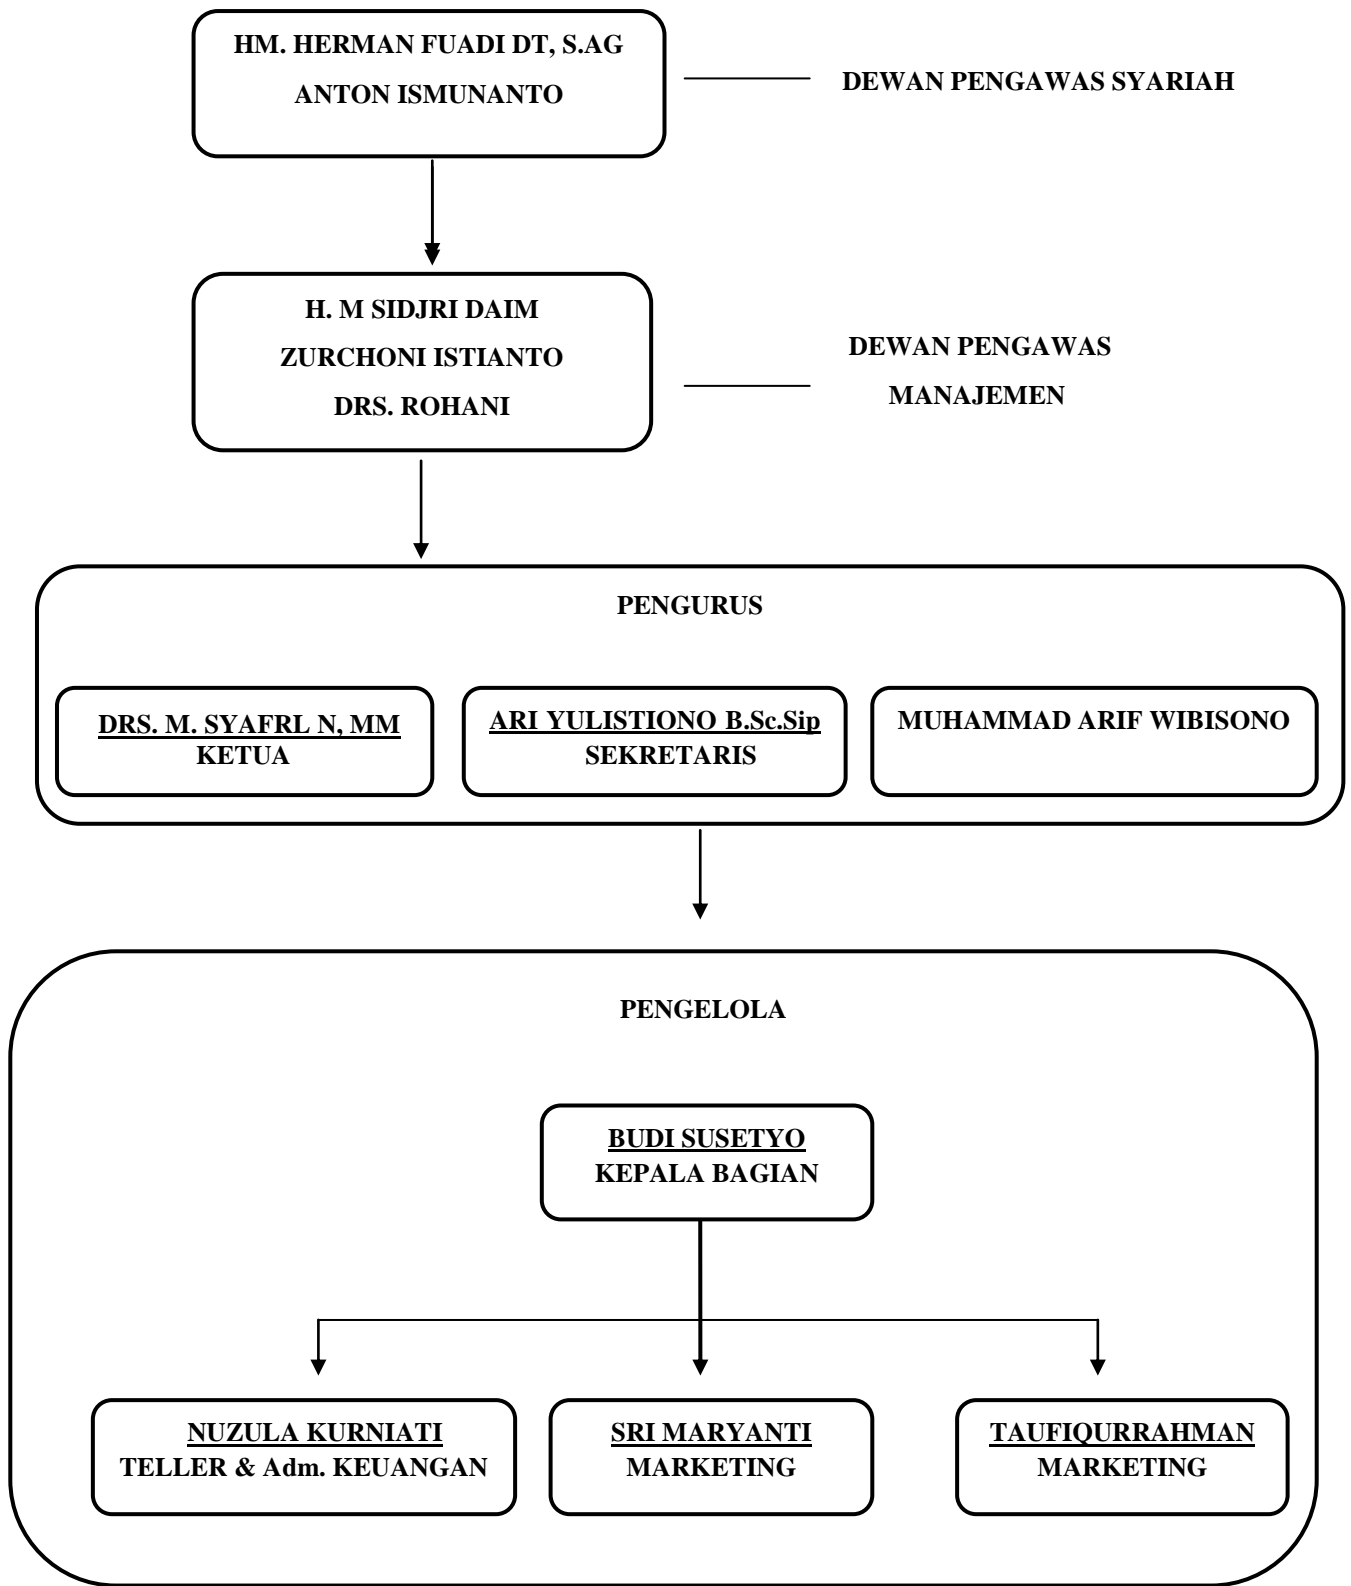 HM. HERMAN FUADI DT, S.AG
ANTON ISMUNANTO
DEWAN PENGAWAS SYARIAH
H. M SIDJRI DAIM
ZURCHONI ISTIANTO
DRS. ROHANI
DEWAN PENGAWAS
MANAJEMEN
PENGURUS
DRS. M. SYAFRL N, MM
KETUA
ARI YULISTIONO B.Sc.Sip
SEKRETARIS
MUHAMMAD ARIF WIBISONO
PENGELOLA
BUDI SUSETYO
KEPALA BAGIAN
NUZULA KURNIATI
TELLER & Adm. KEUANGAN
SRI MARYANTI
MARKETING
TAUFIQURRAHMAN
MARKETING